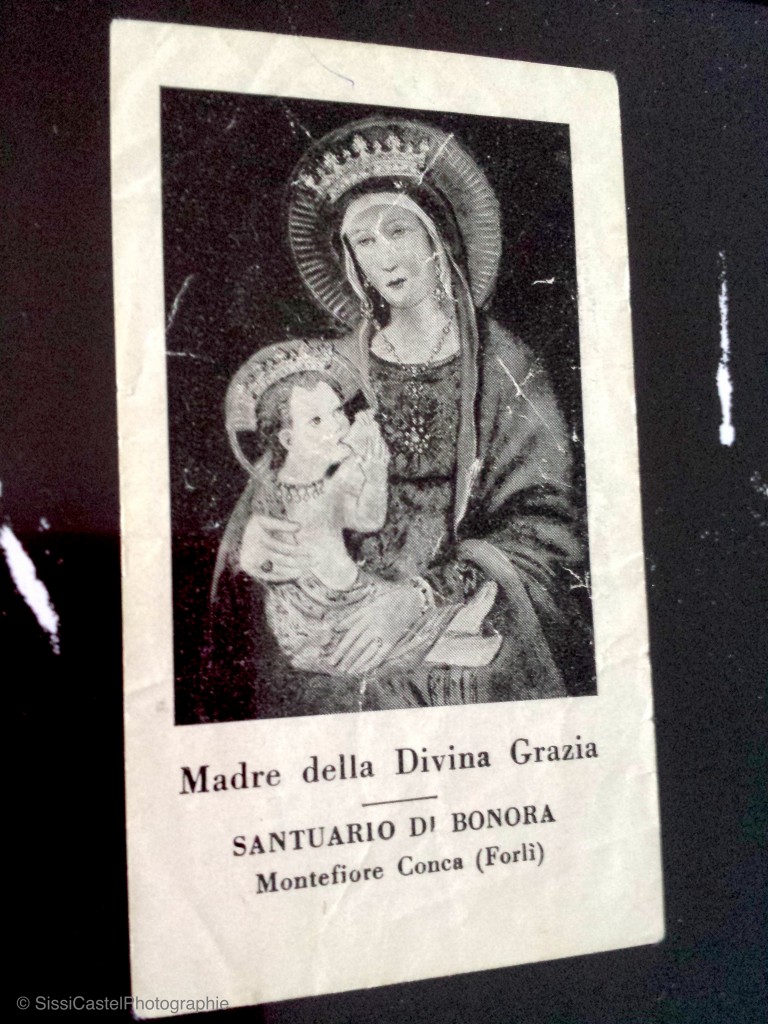 Madre della Divina Grazia
SANTUARIO DI BONORA
Montefiore Conca (Forlì)
© SissiCastelPhotographie